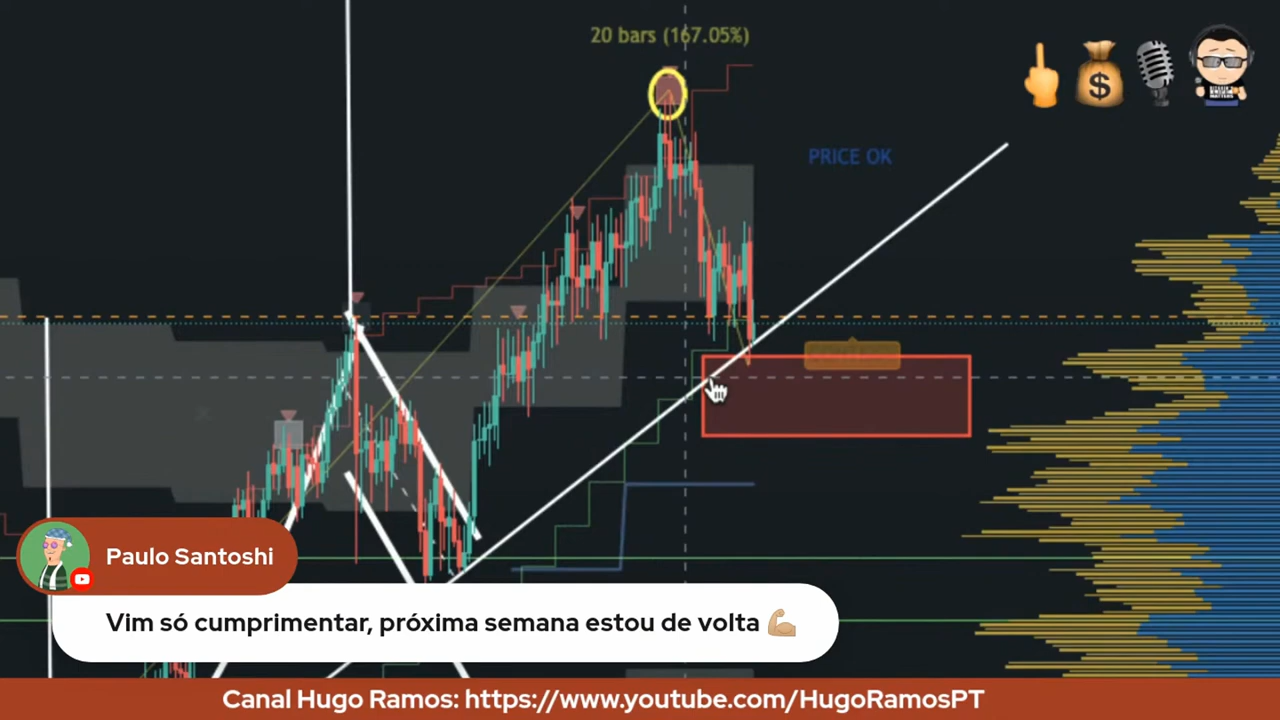 20 bars (167.05%)
PRICE OK
Paulo Santoshi
Vim só cumprimentar, próxima semana estou de volta 💪🏼
Canal Hugo Ramos: https://www.youtube.com/HugoRamosPT